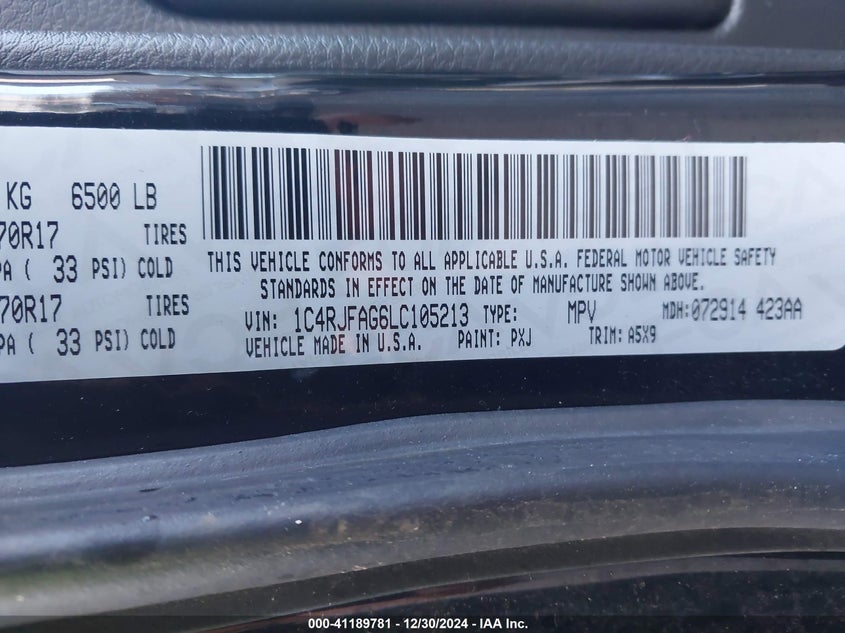 KG 6500 LB
70R17 TIRES
PA ( 33 PSI) COLD
70R17 TIRES
PA ( 33 PSI) COLD
THIS VEHICLE CONFORMS TO ALL APPLICABLE U.S.A. FEDERAL MOTOR VEHICLE SAFETY
STANDARDS IN EFFECT ON THE DATE OF MANUFACTURE SHOWN ABOVE.
VIN: 1C4RJFAG6LC105213 TYPE: MPV MDH:072914 423AA
VEHICLE MADE IN U.S.A. PAINT: PXJ TRIM: A5X9
000-41189781 - 12/30/2024 - IAA Inc.